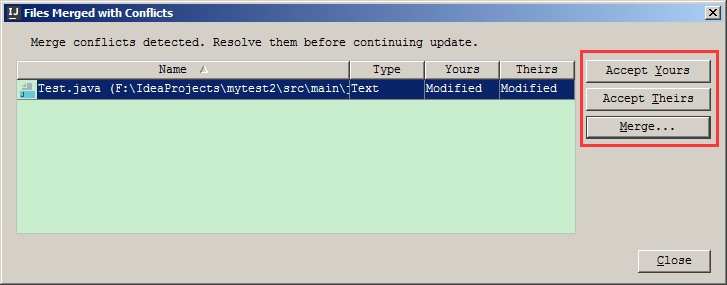 IJ Files Merged with Conflicts
Merge conflicts detected. Resolve them before continuing update.
Name Type Yours Theirs
Test.java (F:\IdeaProjects\mytest2\src\main\j Text Modified Modified
Accept Yours
Accept Theirs
Merge...
Close